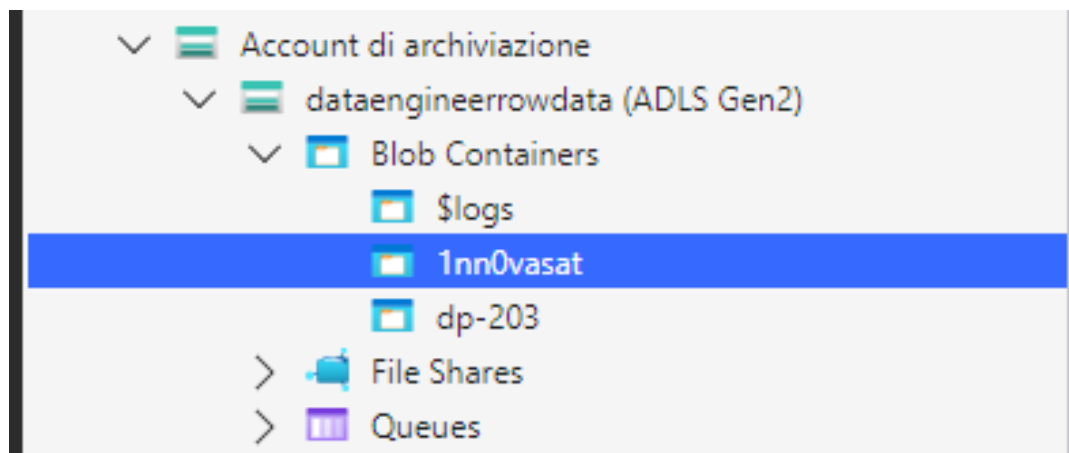 Account di archiviazione
dataengineerrowdata (ADLS Gen2)
Blob Containers
$logs
1nn0vasat
dp-203
File Shares
Queues